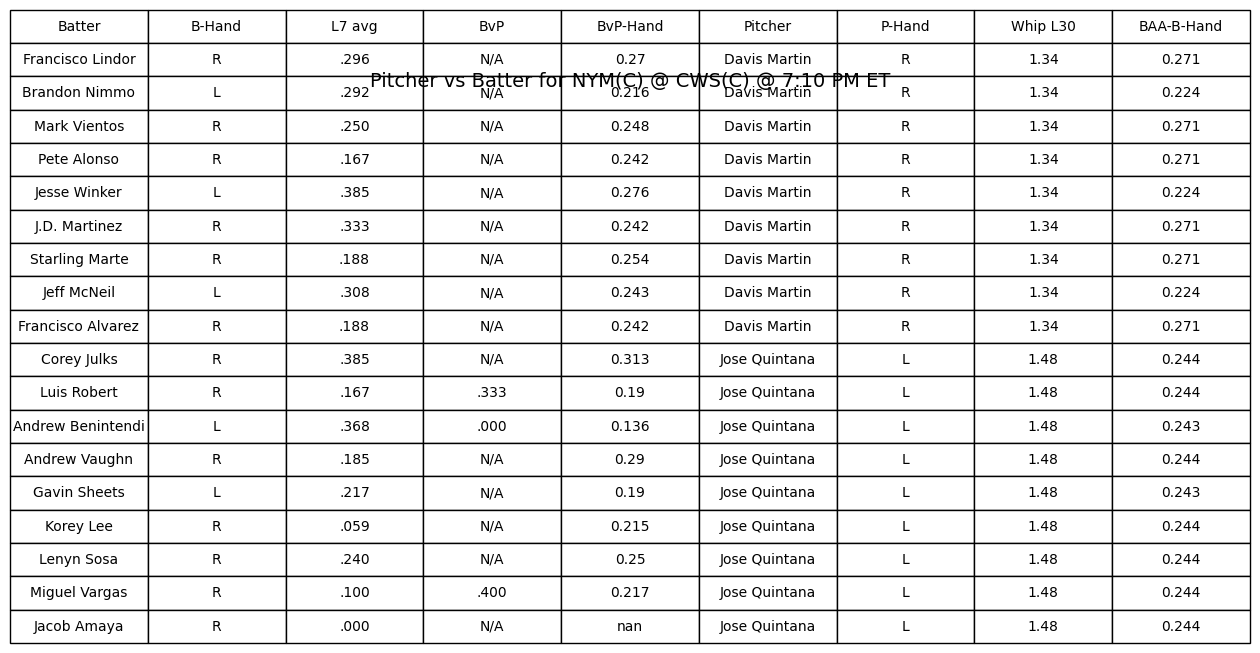 Batter B-Hand L7 avg BvP BvP-Hand Pitcher P-Hand Whip L30 BAA-B-Hand
Francisco Lindor R .296 N/A 0.27 Davis Martin R 1.34 0.271
Pitcher vs Batter for NYM(C) @ CWS(C) @ 7:10 PM ET
Brandon Nimmo L .292 N/A 0.216 Davis Martin R 1.34 0.224
Mark Vientos R .250 N/A 0.248 Davis Martin R 1.34 0.271
Pete Alonso R .167 N/A 0.242 Davis Martin R 1.34 0.271
Jesse Winker L .385 N/A 0.276 Davis Martin R 1.34 0.224
J.D. Martinez R .333 N/A 0.242 Davis Martin R 1.34 0.271
Starling Marte R .188 N/A 0.254 Davis Martin R 1.34 0.271
Jeff McNeil L .308 N/A 0.243 Davis Martin R 1.34 0.224
Francisco Alvarez R .188 N/A 0.242 Davis Martin R 1.34 0.271
Corey Julks R .385 N/A 0.313 Jose Quintana L 1.48 0.244
Luis Robert R .167 .333 0.19 Jose Quintana L 1.48 0.244
Andrew Benintendi L .368 .000 0.136 Jose Quintana L 1.48 0.243
Andrew Vaughn R .185 N/A 0.29 Jose Quintana L 1.48 0.244
Gavin Sheets L .217 N/A 0.19 Jose Quintana L 1.48 0.243
Korey Lee R .059 N/A 0.215 Jose Quintana L 1.48 0.244
Lenyn Sosa R .240 N/A 0.25 Jose Quintana L 1.48 0.244
Miguel Vargas R .100 .400 0.217 Jose Quintana L 1.48 0.244
Jacob Amaya R .000 N/A nan Jose Quintana L 1.48 0.244